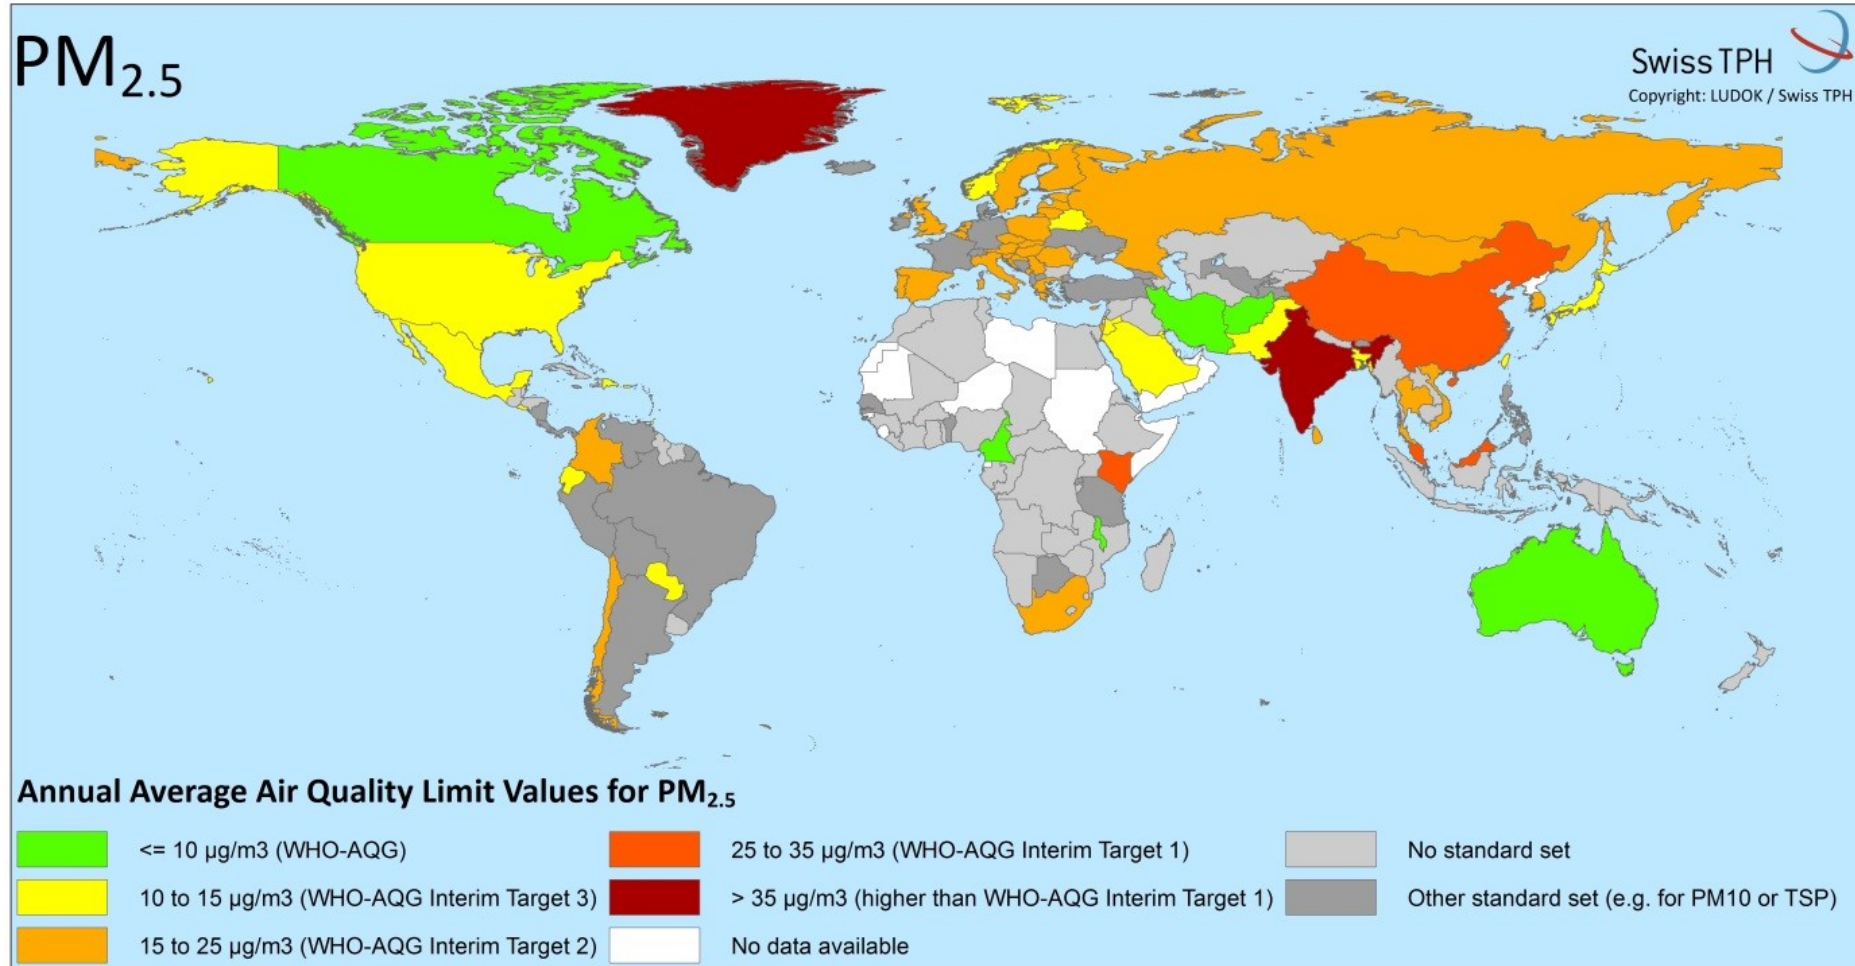 PM2.5
Swiss TPH
Copyright: LUDOK / Swiss TPH
Annual Average Air Quality Limit Values for PM2.5
<= 10 µg/m3 (WHO-AQG)
10 to 15 µg/m3 (WHO-AQG Interim Target 3)
15 to 25 µg/m3 (WHO-AQG Interim Target 2)
25 to 35 µg/m3 (WHO-AQG Interim Target 1)
> 35 µg/m3 (higher than WHO-AQG Interim Target 1)
No data available
No standard set
Other standard set (e.g. for PM10 or TSP)